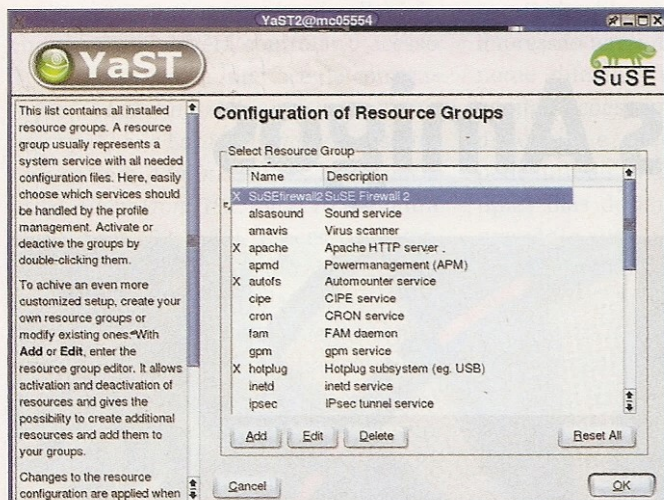 YaST2@mc05554
YaST
SuSE
This list contains all installed
resource groups. A resource
group usually represents a
system service with all needed
configuration files. Here, easily
choose which services should
be handled by the profile
management. Activate or
deactive the groups by
double-clicking them.
To achive an even more
customized setup, create your
own resource groups or
modify existing ones. With
Add or Edit, enter the
resource group editor. It allows
activation and deactivation of
resources and gives the
possibility to create additional
resources and add them to
your groups.
Changes to the resource
configuration are applied when
Configuration of Resource Groups
Select Resource Group
Name Description
X SuSEfirewall2 SuSE Firewall 2
alsasound Sound service
amavis Virus scanner
X apache Apache HTTP server
apmd Powermanagement (APM)
X autofs Automounter service
cipe CIPE service
cron CRON service
fam FAM daemon
gpm gpm service
X hotplug Hotplug subsystem (eg. USB)
inetd inetd service
ipsec IPsec tunnel service
Add Edit Delete Reset All
Cancel OK